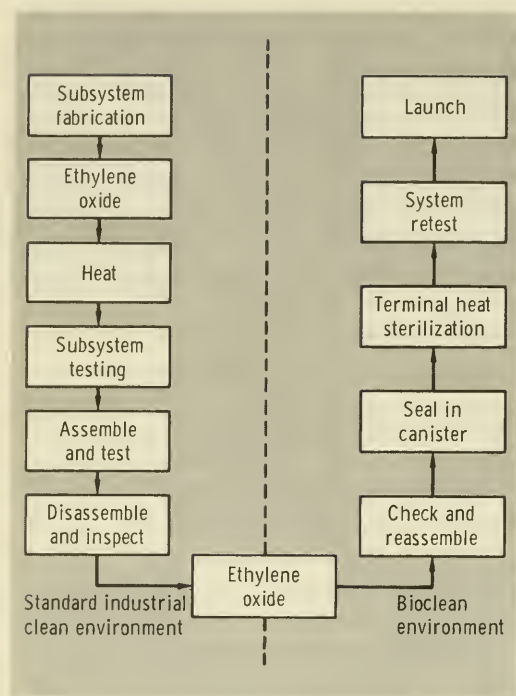 Subsystem
fabrication
Ethylene
oxide
Heat
Subsystem
testing
Assemble
and test
Disassemble
and inspect
Standard industrial
clean environment
Ethylene
oxide
Bioclean
environment
Check and
reassemble
Seal in
canister
Terminal heat
sterilization
System
retest
Launch